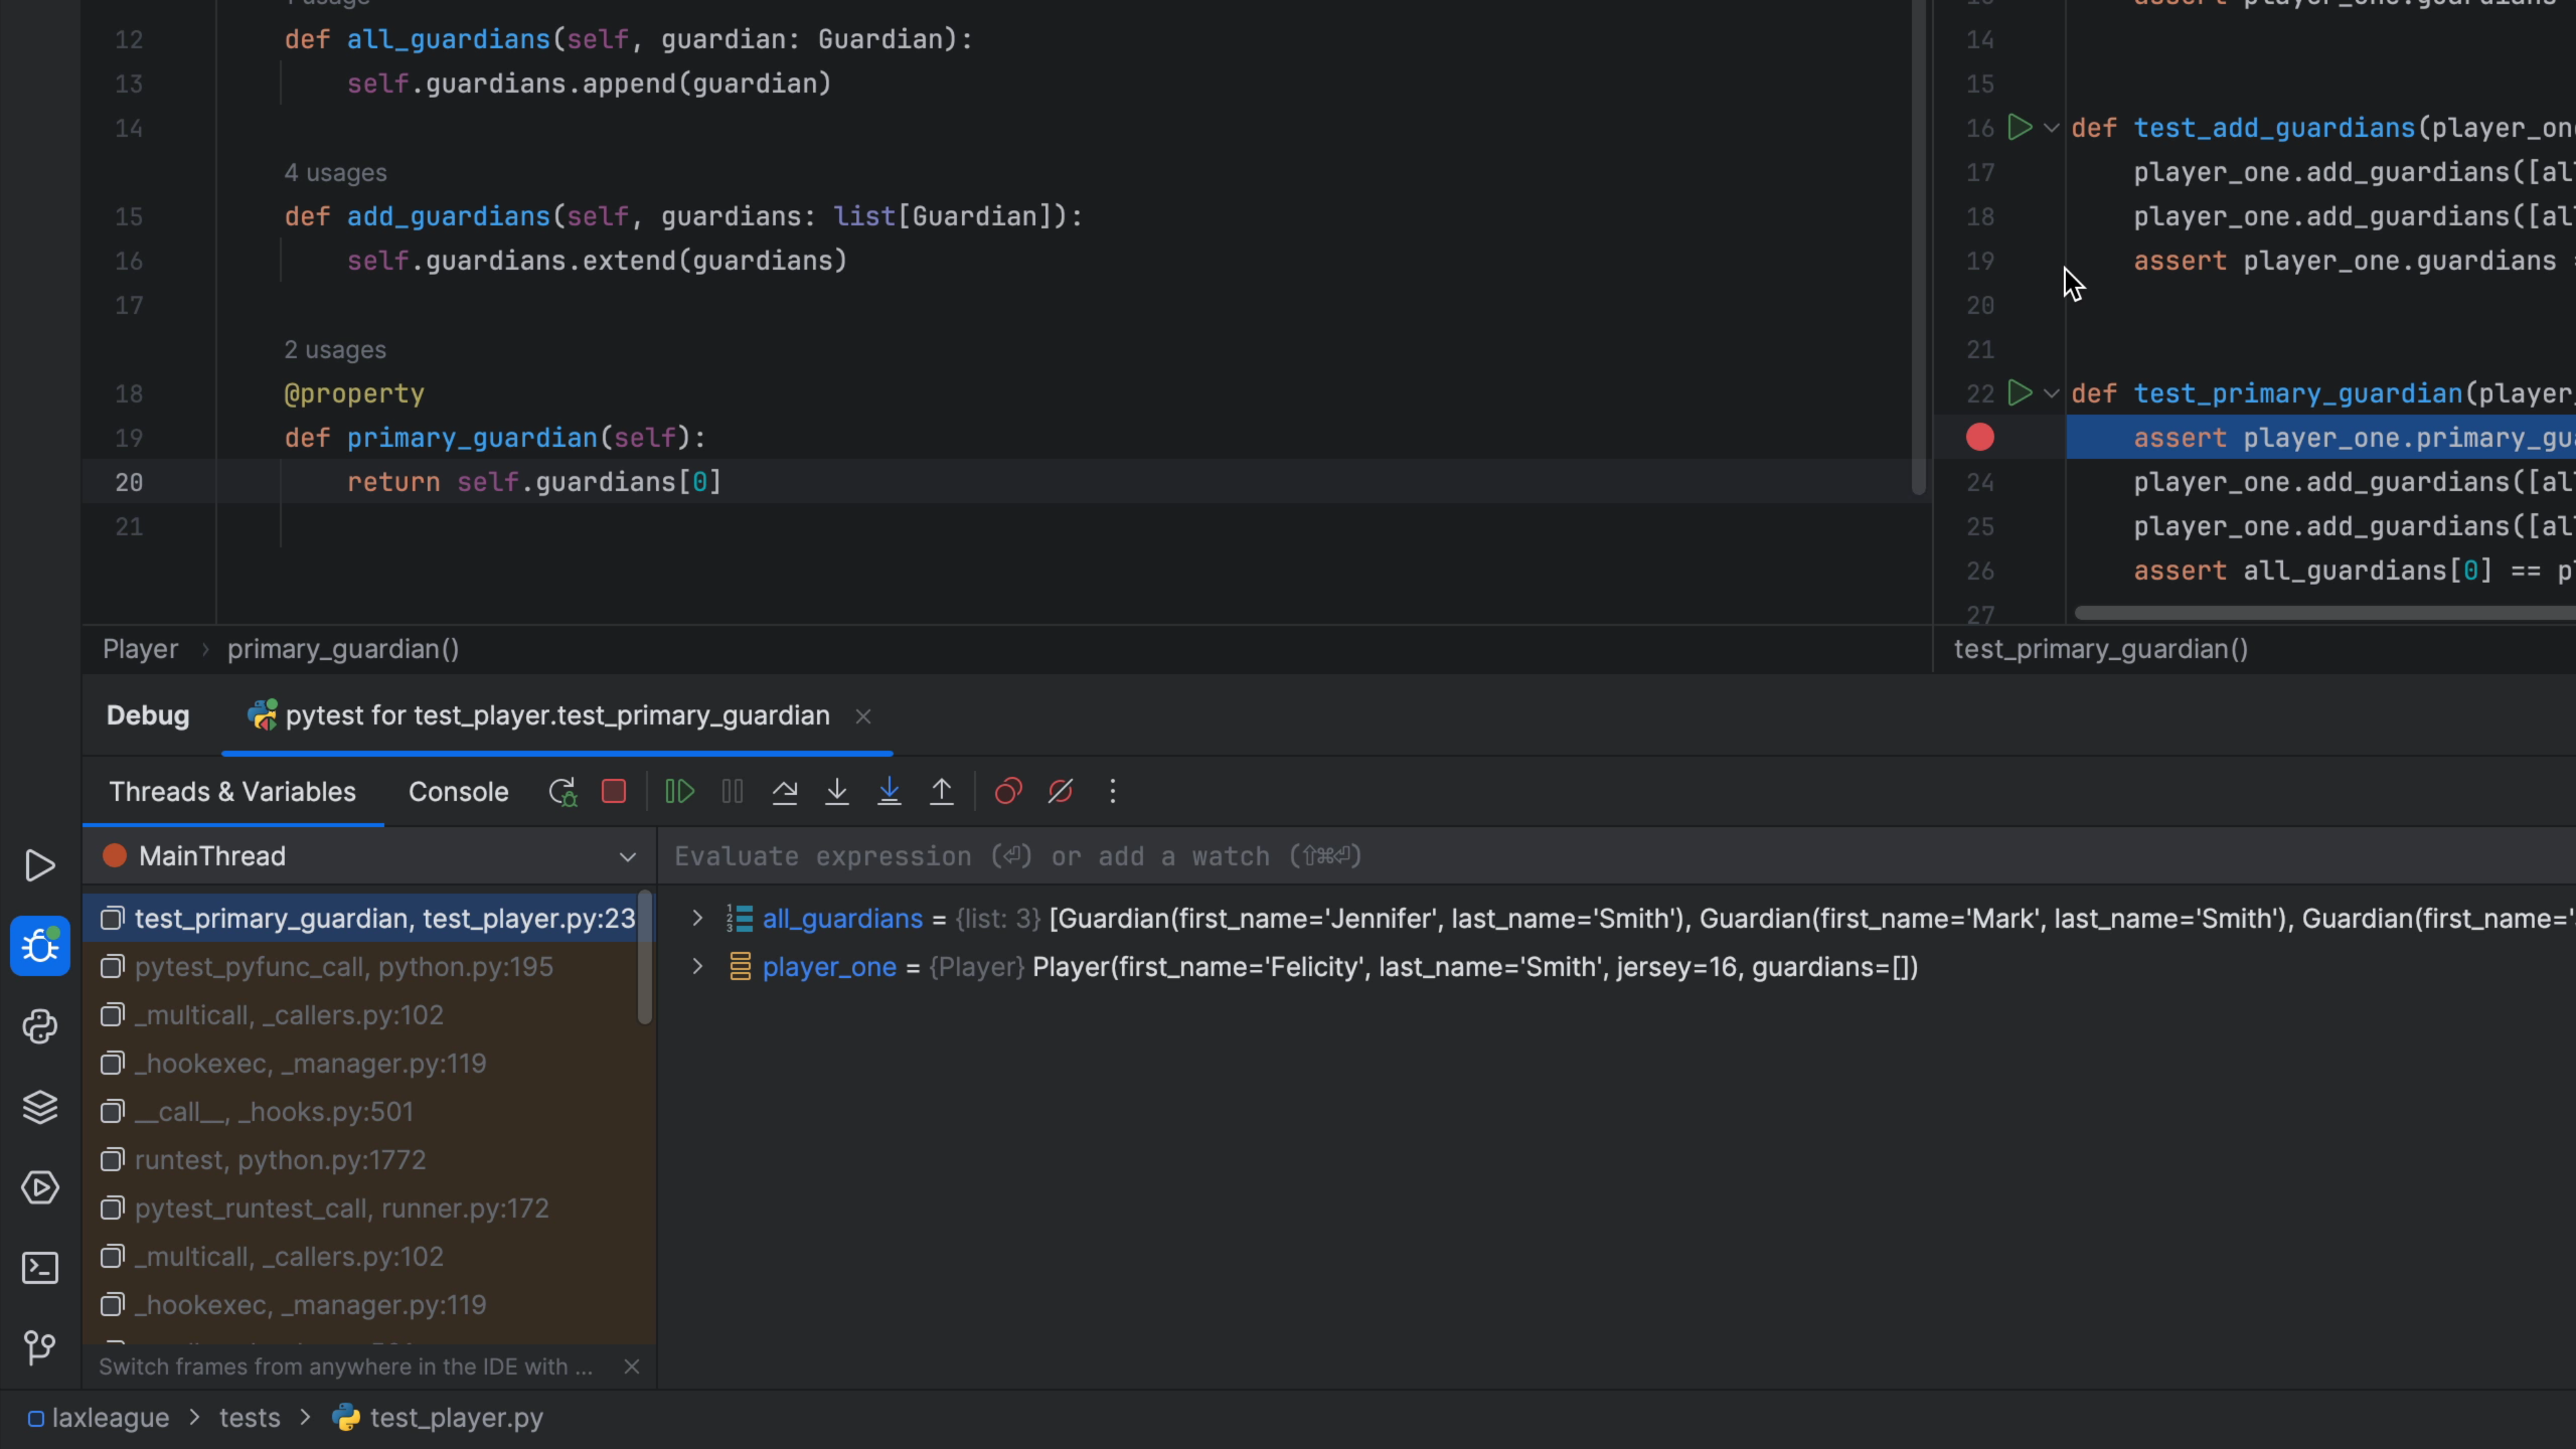 1 usage
12 def all_guardians(self, guardian: Guardian):
13 self.guardians.append(guardian)
14
4 usages
15 def add_guardians(self, guardians: list[Guardian]):
16 self.guardians.extend(guardians)
17
2 usages
18 @property
19 def primary_guardian(self):
20 return self.guardians[0]
21
Player > primary_guardian()
13 assert player_one.guardians
14
15
16 def test_add_guardians(player_on
17 player_one.add_guardians([al
18 player_one.add_guardians([al
19 assert player_one.guardians =
20
21
22 def test_primary_guardian(player_
assert player_one.primary_gu
24 player_one.add_guardians([al
25 player_one.add_guardians([al
26 assert all_guardians[0] == p
27
test_primary_guardian()
Debug pytest for test_player.test_primary_guardian
Threads & Variables Console
MainThread
Evaluate expression (⏎) or add a watch (⇧⌘⏎)
test_primary_guardian, test_player.py:23
pytest_pyfunc_call, python.py:195
_multicall, _callers.py:102
_hookexec, _manager.py:119
__call__, _hooks.py:501
runtest, python.py:1772
pytest_runtest_call, runner.py:172
_multicall, _callers.py:102
_hookexec, _manager.py:119
Switch frames from anywhere in the IDE with ...
all_guardians = {list: 3} [Guardian(first_name='Jennifer', last_name='Smith'), Guardian(first_name='Mark', last_name='Smith'), Guardian(first_name='
player_one = {Player} Player(first_name='Felicity', last_name='Smith', jersey=16, guardians=[])
laxleague > tests > test_player.py